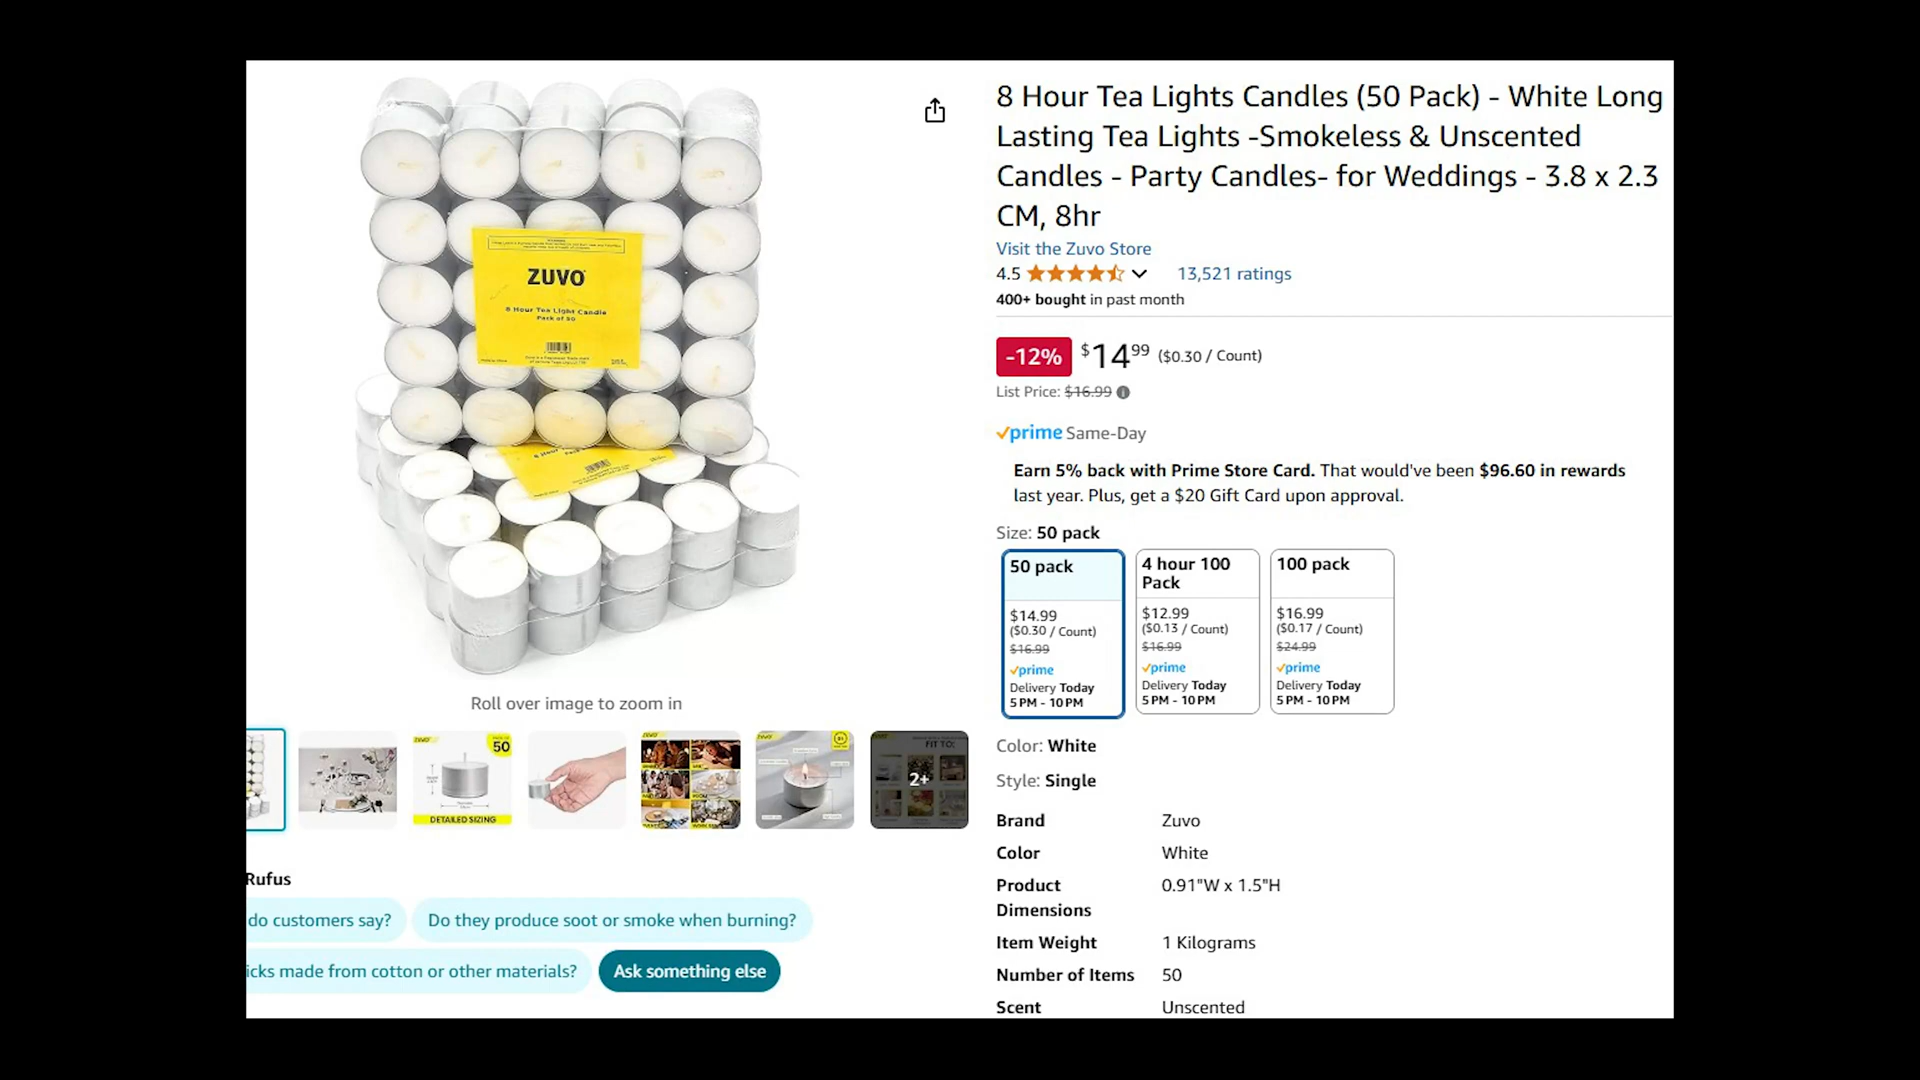 8 Hour Tea Lights Candles (50 Pack) - White Long
Lasting Tea Lights -Smokeless & Unscented
Candles - Party Candles- for Weddings - 3.8 x 2.3
CM, 8hr
Visit the Zuvo Store
4.5 13,521 ratings
400+ bought in past month
-12% $14.99 ($0.30 / Count)
List Price: $16.99
prime Same-Day
Earn 5% back with Prime Store Card. That would've been $96.60 in rewards
last year. Plus, get a $20 Gift Card upon approval.
Size: 50 pack
50 pack
$14.99
($0.30 / Count)
$16.99
prime
Delivery Today
5 PM - 10 PM
4 hour 100
Pack
$12.99
($0.13 / Count)
$16.99
prime
Delivery Today
5 PM - 10 PM
100 pack
$16.99
($0.17 / Count)
$24.99
prime
Delivery Today
5 PM - 10 PM
Color: White
Style: Single
Brand Zuvo
Color White
Product 0.91"W x 1.5"H
Dimensions
Item Weight 1 Kilograms
Number of Items 50
Scent Unscented
ZUVO
8 Hour Tea Light Candle
Pack of 50
8 Hour
Roll over image to zoom in
ZUVO
50
DETAILED SIZING
ZUVO
ZUVO
FIT TO:
2+
Rufus
do customers say?
Do they produce soot or smoke when burning?
icks made from cotton or other materials?
Ask something else